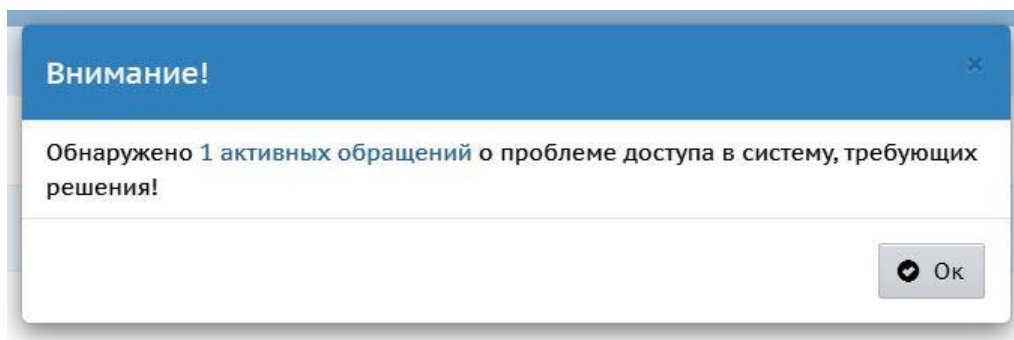 Внимание!
Обнаружено 1 активных обращений о проблеме доступа в систему, требующих
решения!
Ок